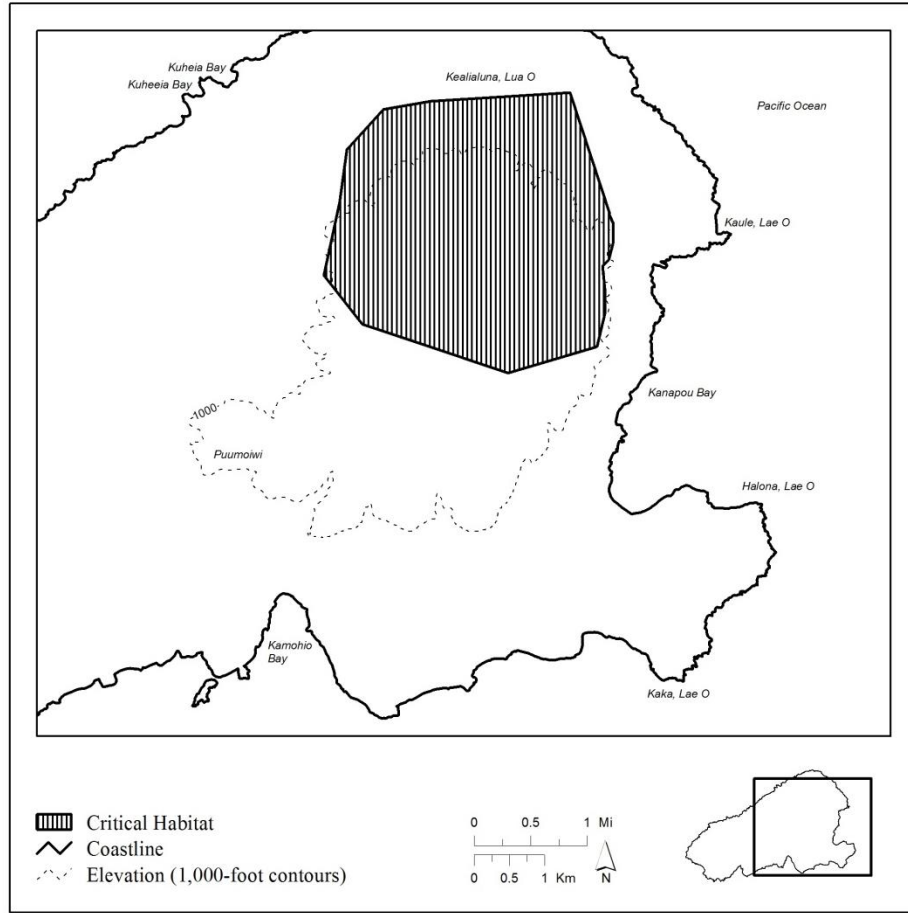 Kuheia Bay
Kuheeia Bay
Kealialuna, Lua O
Pacific Ocean
Kaule, Lae O
Kanapou Bay
1000
Puumoiwi
Halona, Lae O
Kamohio
Bay
Kaka, Lae O
Critical Habitat
Coastline
Elevation (1,000-foot contours)
0 0.5 1 Mi
0 0.5 1 Km
N